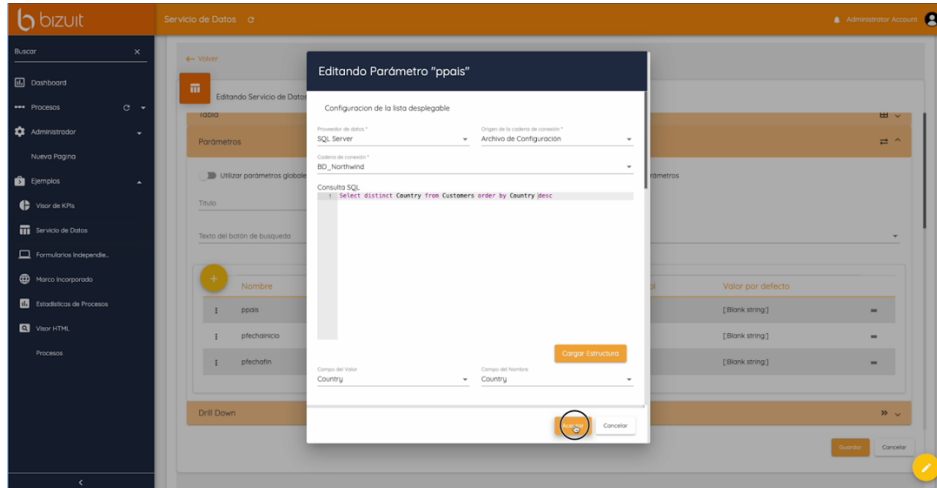 bizuit
Servicio de Datos
Administrator Account
Buscar
Dashboard
Procesos
Administrador
Nueva Pagina
Ejemplos
Visor de KPIs
Servicio de Datos
Formularios Independie...
Marco Incorporado
Estadísticas de Procesos
Visor HTML
Procesos
← Volver
Editando Servicio de Datos
Tabla
Parámetros
Utilizar parámetros globale
rámetros
Título
Texto del botón de busqueda
Nombre
Valor por defecto
ppais
[Blank string]
pfechainicio
[Blank string]
pfechafin
[Blank string]
Drill Down
Guardar
Cancelar
Editando Parámetro "ppais"
Configuracion de la lista desplegable
Proveedor de datos *
Origen de la cadena de conexión *
SQL Server
Archivo de Configuración
Cadena de conexión *
BD_Northwind
Consulta SQL
1 Select distinct Country from Customers order by Country desc
Cargar Estructura
Campo del Valor
Campo del Nombre
Country
Country
Aceptar
Cancelar